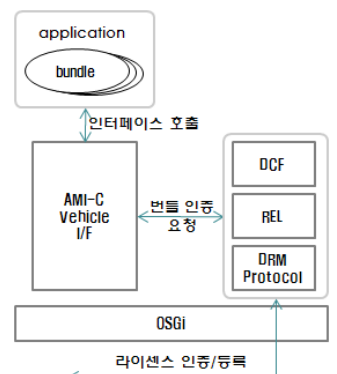 application
bundle
인터페이스 호출
AMI-C
Vehicle
I/F
번들 인증
요청
DCF
REL
DRM
Protocol
OSGi
라이센스 인증/등록